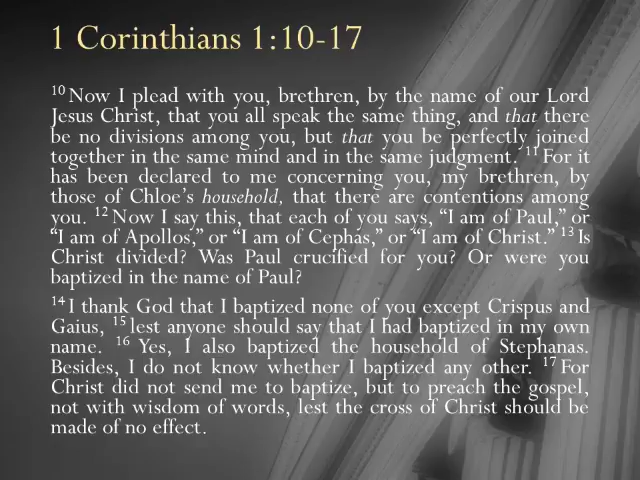 1 Corinthians 1:10-17
10 Now I plead with you, brethren, by the name of our Lord
Jesus Christ, that you all speak the same thing, and that there
be no divisions among you, but that you be perfectly joined
together in the same mind and in the same judgment. 11 For it
has been declared to me concerning you, my brethren, by
those of Chloe’s household, that there are contentions among
you. 12 Now I say this, that each of you says, “I am of Paul,” or
“I am of Apollos,” or “I am of Cephas,” or “I am of Christ.” 13 Is
Christ divided? Was Paul crucified for you? Or were you
baptized in the name of Paul?
14 I thank God that I baptized none of you except Crispus and
Gaius, 15 lest anyone should say that I had baptized in my own
name. 16 Yes, I also baptized the household of Stephanas.
Besides, I do not know whether I baptized any other. 17 For
Christ did not send me to baptize, but to preach the gospel,
not with wisdom of words, lest the cross of Christ should be
made of no effect.